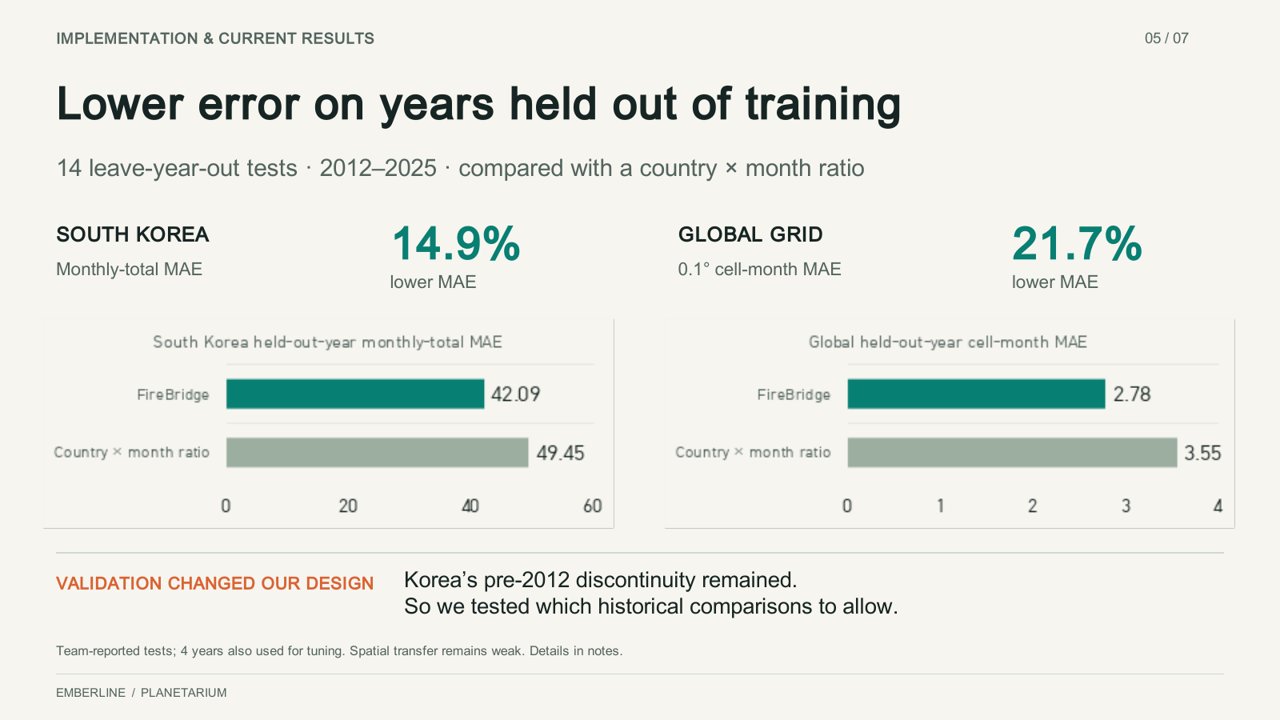 IMPLEMENTATION & CURRENT RESULTS
05 / 07
Lower error on years held out of training
14 leave-year-out tests · 2012–2025 · compared with a country × month ratio
SOUTH KOREA
Monthly-total MAE
14.9%
lower MAE
GLOBAL GRID
0.1° cell-month MAE
21.7%
lower MAE
South Korea held-out-year monthly-total MAE
FireBridge
42.09
Country × month ratio
49.45
0 20 40 60
Global held-out-year cell-month MAE
FireBridge
2.78
Country × month ratio
3.55
0 1 2 3 4
VALIDATION CHANGED OUR DESIGN
Korea’s pre-2012 discontinuity remained.
So we tested which historical comparisons to allow.
Team-reported tests; 4 years also used for tuning. Spatial transfer remains weak. Details in notes.
EMBERLINE / PLANETARIUM